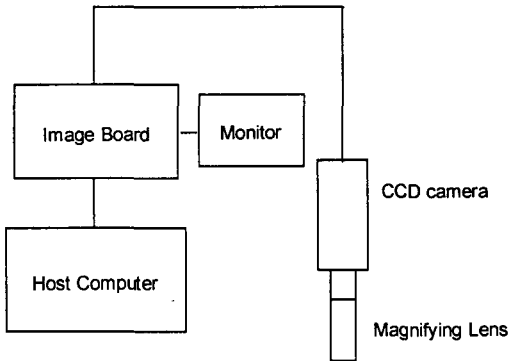 Image Board
Monitor
CCD camera
Host Computer
Magnifying Lens